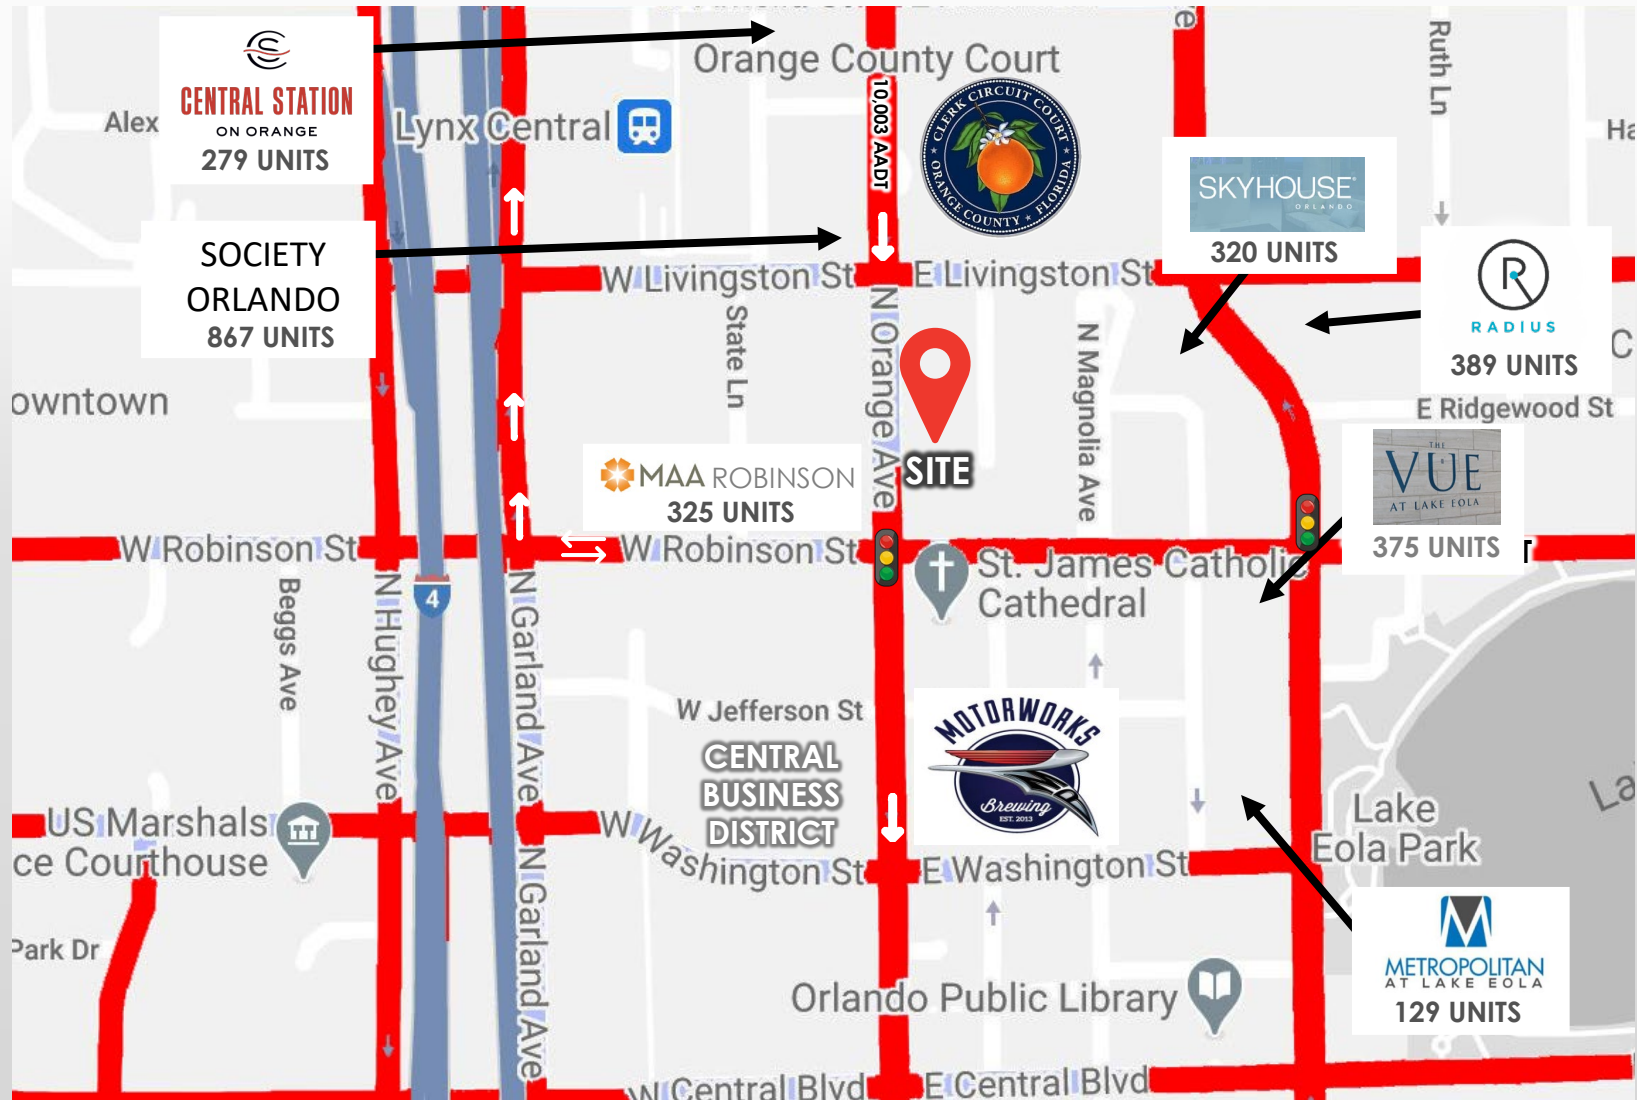 Orange County Court
CENTRAL STATION
ON ORANGE
279 UNITS
Alex
Lynx Central
10,003 AADT
CLERK CIRCUIT COURT
ORANGE COUNTY ★ FLORIDA
Ruth Ln
Ha
SKYHOUSE
ORLANDO
320 UNITS
SOCIETY
ORLANDO
867 UNITS
W Livingston St
E Livingston St
R
RADIUS
389 UNITS
State Ln
N Orange Ave
N Magnolia Ave
C
owntown
E Ridgewood St
SITE
MAA ROBINSON
325 UNITS
THE
VUE
AT LAKE EOLA
375 UNITS
W Robinson St
W Robinson St
T
St. James Catholic
Cathedral
4
Beggs Ave
N Hughey Ave
N Garland Ave
W Jefferson St
CENTRAL
BUSINESS
DISTRICT
MOTORWORKS
Brewing
EST. 2013
US Marshals
ce Courthouse
W Washington St
E Washington St
Lake
Eola Park
La
N Garland Ave
Park Dr
METROPOLITAN
AT LAKE EOLA
129 UNITS
Orlando Public Library
W Central Blvd
E Central Blvd